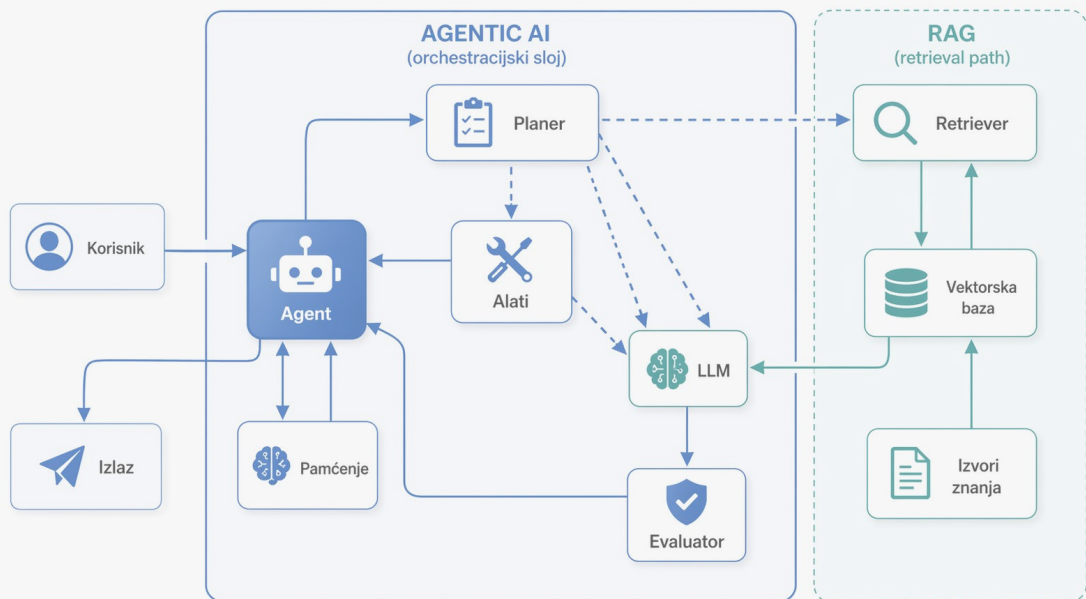 AGENTIC AI
(orchestracijski sloj)
RAG
(retrieval path)
Planer
Retriever
Korisnik
Agent
Alati
Vektorska
baza
LLM
Izlaz
Pamćenje
Izvori
znanja
Evaluator